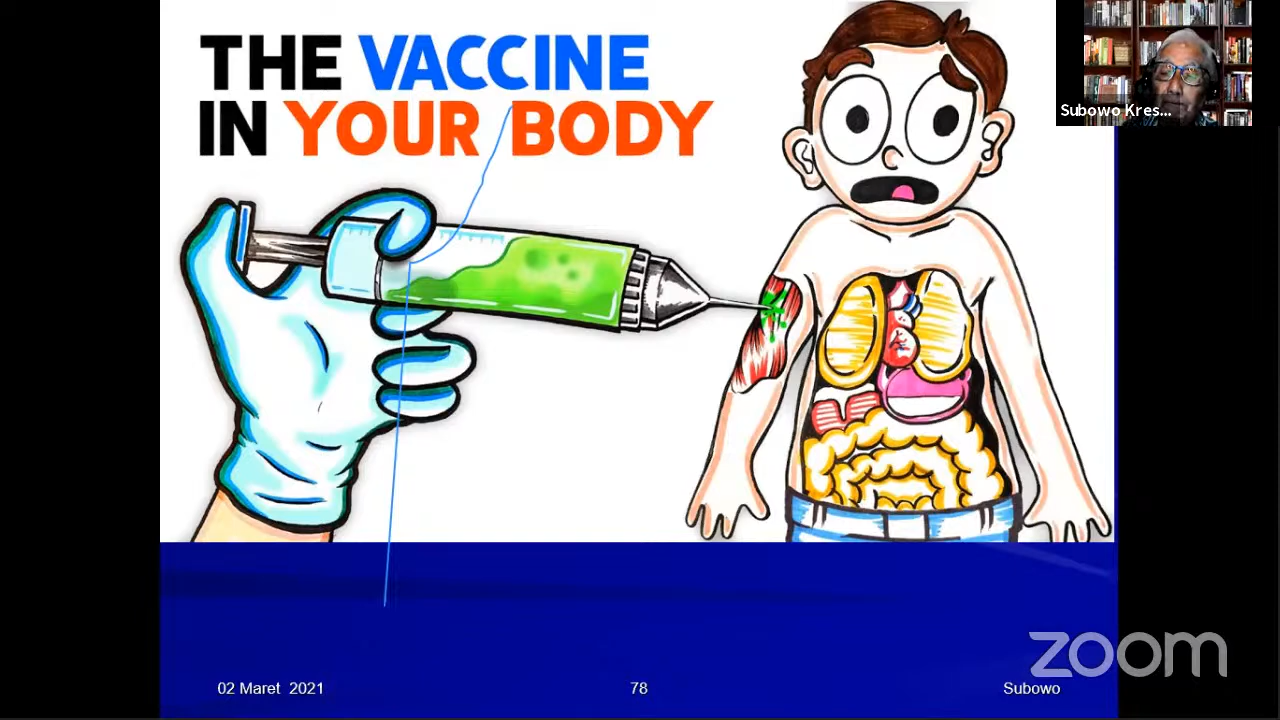 THE VACCINE
IN YOUR BODY
Subowo Kres...
zoom
02 Maret 2021
78
Subowo